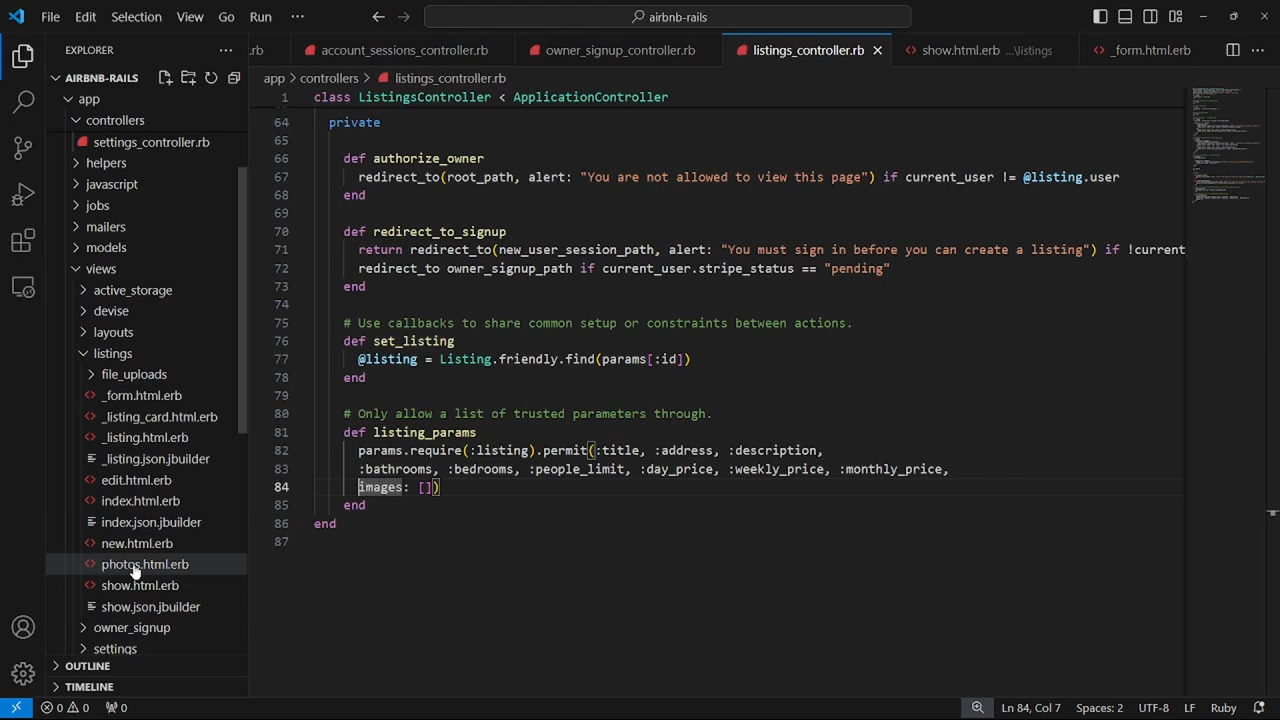 File Edit Selection View Go Run ··· airbnb-rails
EXPLORER ···
.rb account_sessions_controller.rb owner_signup_controller.rb listings_controller.rb show.html.erb ...\listings _form.html.erb ···
AIRBNB-RAILS
app
controllers
settings_controller.rb
helpers
javascript
jobs
mailers
models
views
active_storage
devise
layouts
listings
file_uploads
_form.html.erb
_listing_card.html.erb
_listing.html.erb
_listing.json.jbuilder
edit.html.erb
index.html.erb
index.json.jbuilder
new.html.erb
photos.html.erb
show.html.erb
show.json.jbuilder
owner_signup
settings
OUTLINE
TIMELINE
app > controllers > listings_controller.rb
1 class ListingsController < ApplicationController
64 private
65
66 def authorize_owner
67 redirect_to(root_path, alert: "You are not allowed to view this page") if current_user != @listing.user
68 end
69
70 def redirect_to_signup
71 return redirect_to(new_user_session_path, alert: "You must sign in before you can create a listing") if !current
72 redirect_to owner_signup_path if current_user.stripe_status == "pending"
73 end
74
75 # Use callbacks to share common setup or constraints between actions.
76 def set_listing
77 @listing = Listing.friendly.find(params[:id])
78 end
79
80 # Only allow a list of trusted parameters through.
81 def listing_params
82 params.require(:listing).permit(:title, :address, :description,
83 :bathrooms, :bedrooms, :people_limit, :day_price, :weekly_price, :monthly_price,
84 images: [])
85 end
86 end
87
0 0 0 Ln 84, Col 7 Spaces: 2 UTF-8 LF Ruby